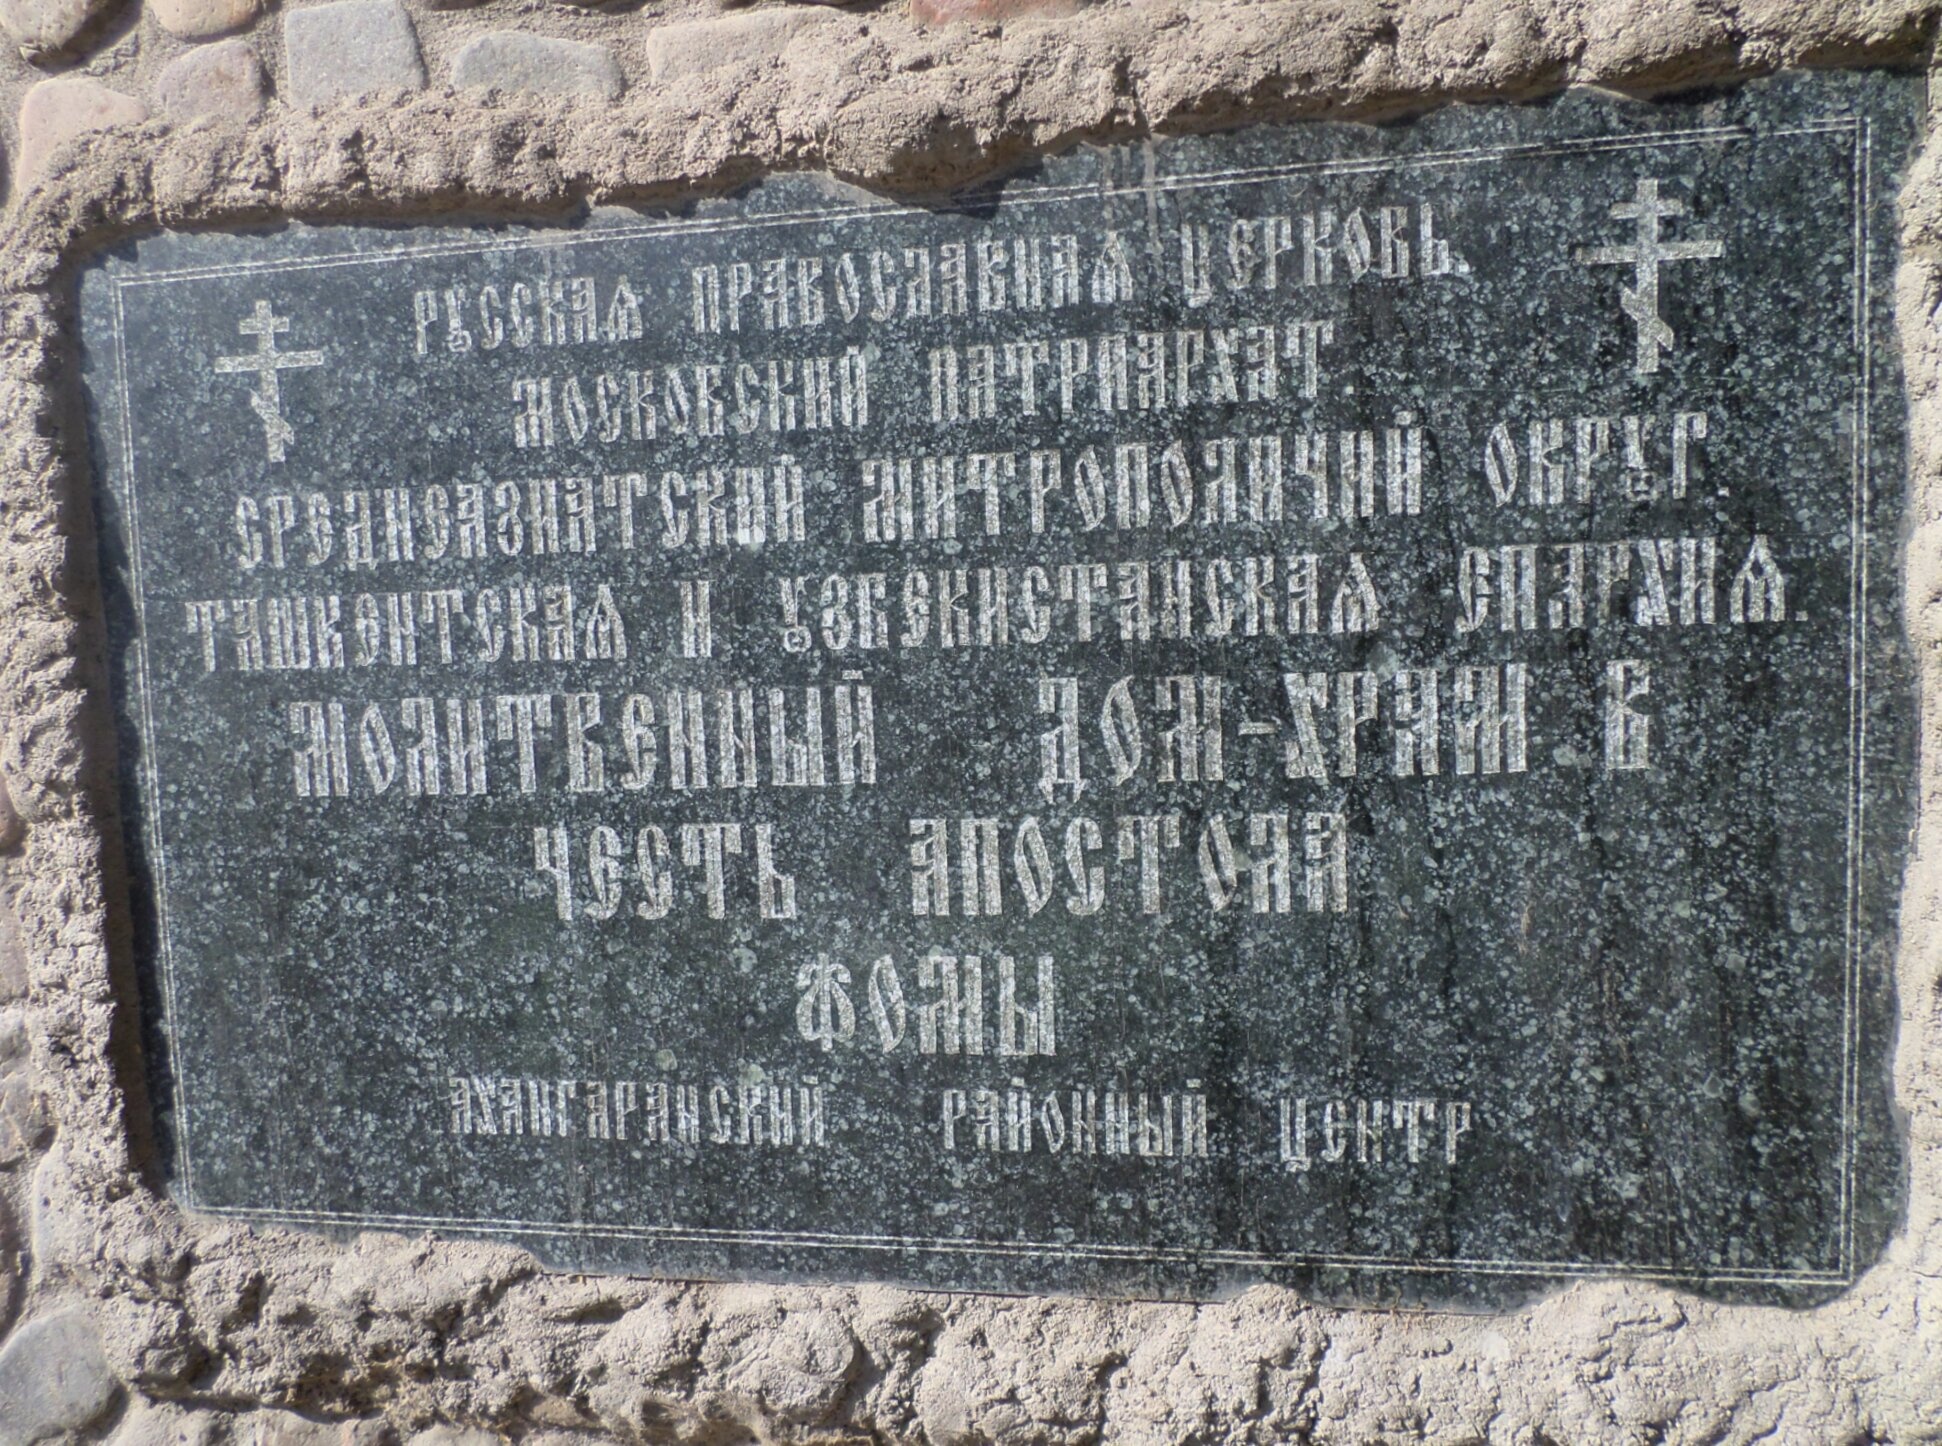 РУССКАЯ ПРАВОСЛАВНАЯ ЦЕРКОВЬ.
МОСКОВСКИЙ ПАТРИАРХАТ
СРЕДНЕАЗИАТСКИЙ МИТРОПОЛИЧИЙ ОКРУГ.
ТАШКЕНТСКАЯ И УЗБЕКИСТАНСКАЯ ЕПАРХИЯ.
МОЛИТВЕННЫЙ ДОМ-ХРАМ В
ЧЕСТЬ АПОСТОЛА
ФОМЫ
АХАНГАРАНСКИЙ РАЙОННЫЙ ЦЕНТР